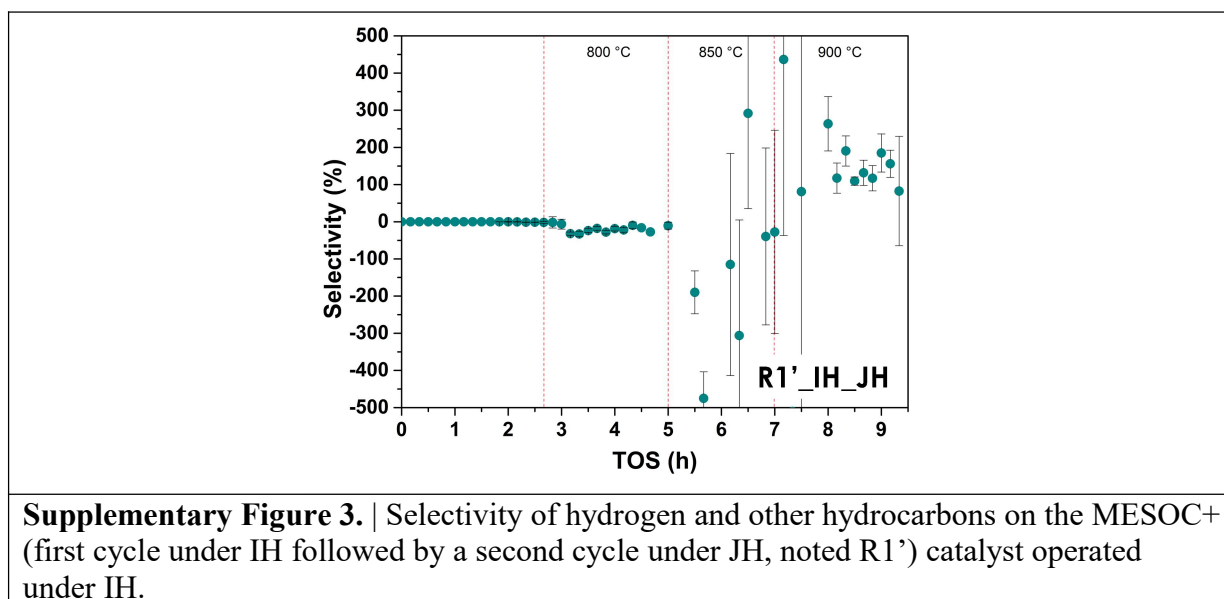 500
400
300
200
100
0
-100
-200
-300
-400
-500
Selectivity (%)
800 °C
850 °C
900 °C
R1’_IH_JH
0 1 2 3 4 5 6 7 8 9
TOS (h)
Supplementary Figure 3. | Selectivity of hydrogen and other hydrocarbons on the MESOC+
(first cycle under IH followed by a second cycle under JH, noted R1’) catalyst operated
under IH.